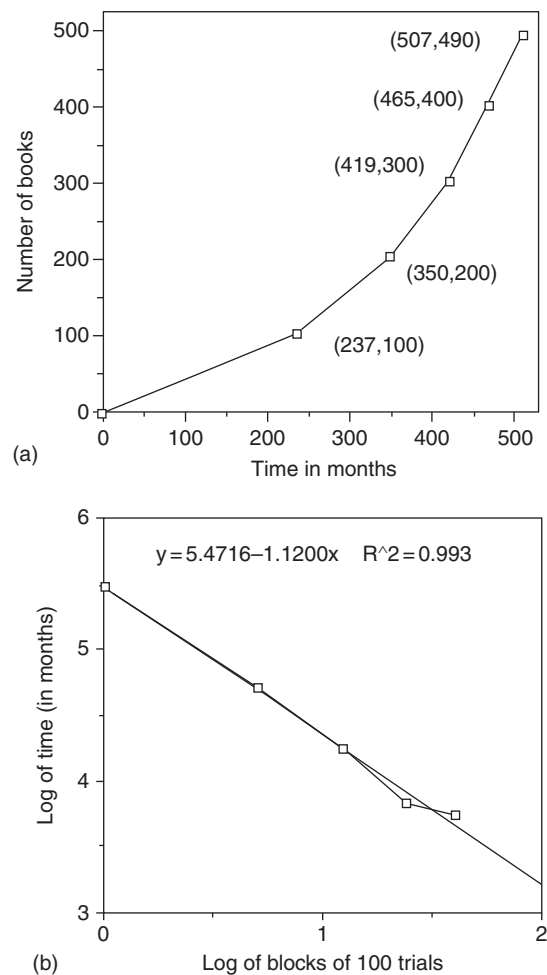 500
400
300
200
100
0
Number of books
(507,490)
(465,400)
(419,300)
(350,200)
(237,100)
0 100 200 300 400 500
Time in months
(a)
6
5
4
3
Log of time (in months)
y=5.4716–1.1200x R^2=0.993
0 1 2
Log of blocks of 100 trials
(b)